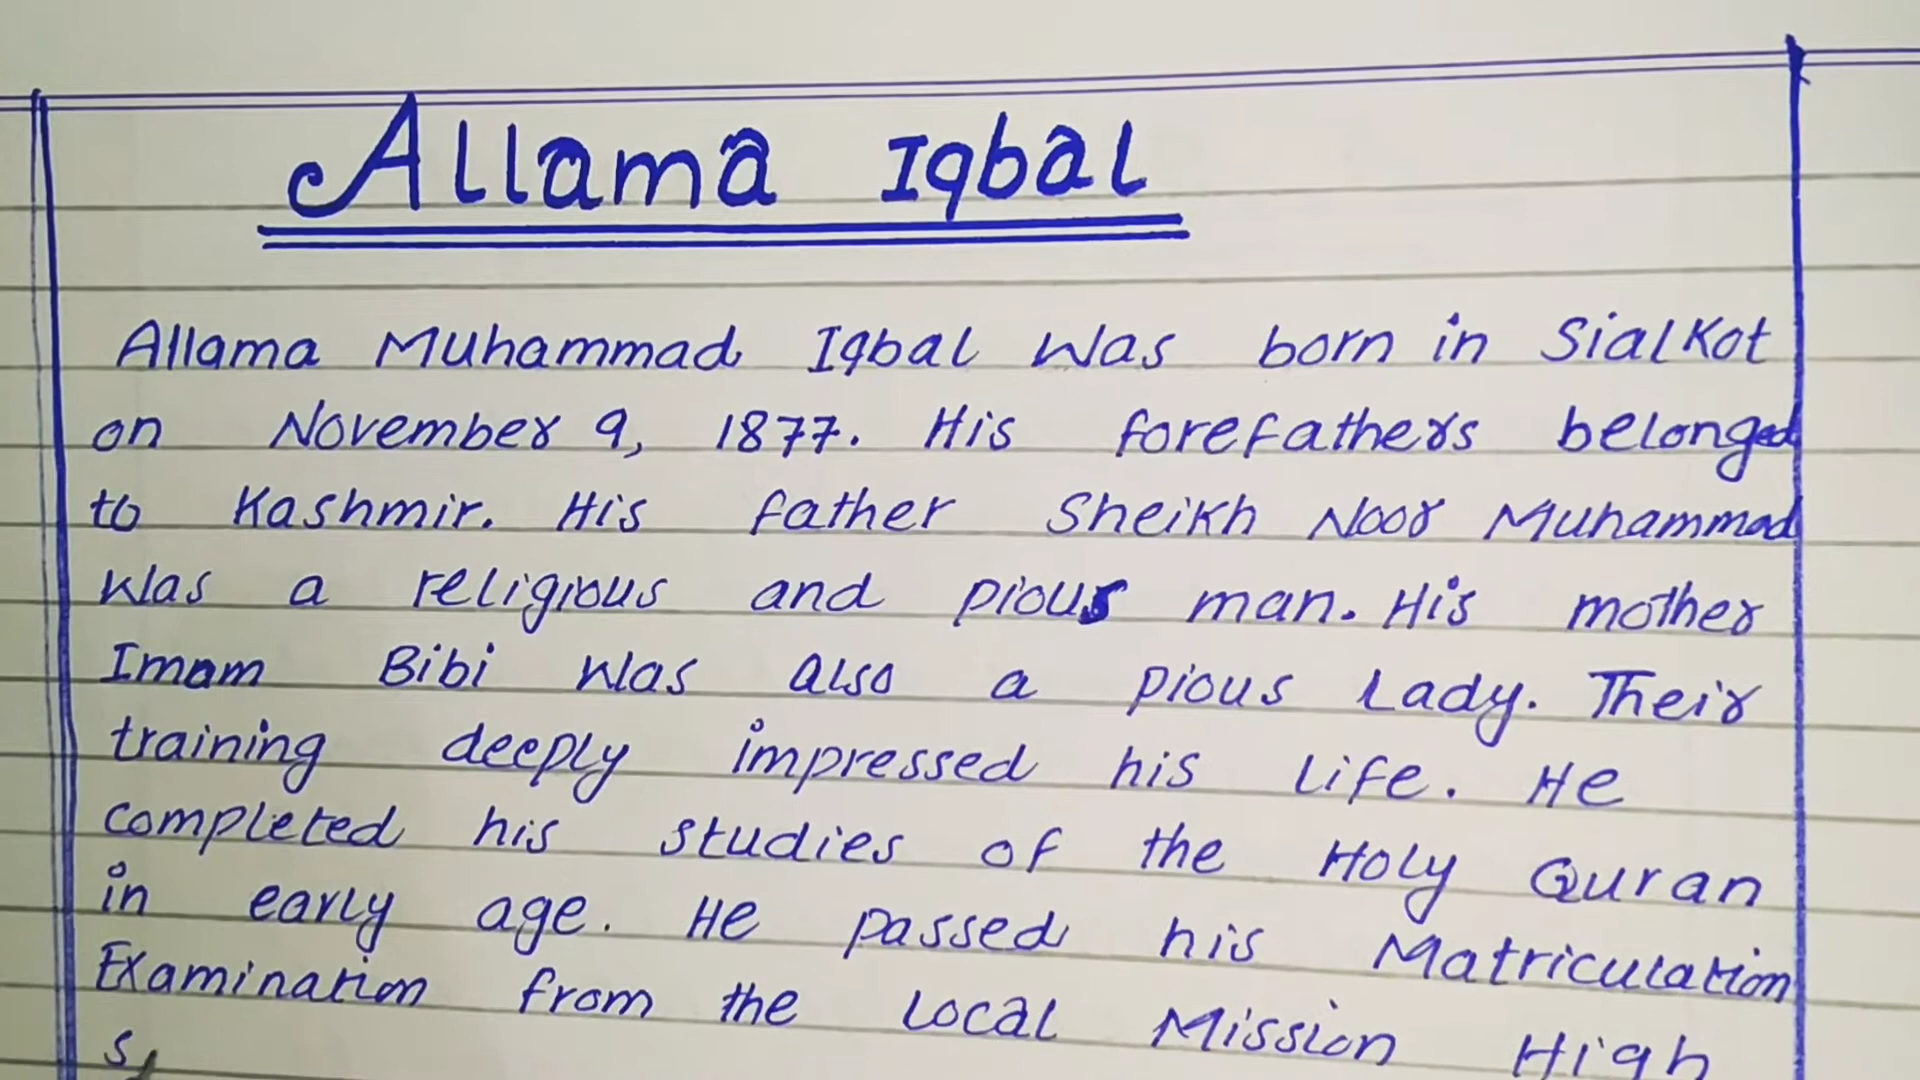 Allama Iqbal
Allama Muhammad Iqbal was born in Sialkot
on November 9, 1877. His forefathers belonged
to Kashmir. His father Sheikh Noor Muhammad
was a religious and pious man. His mother
Imam Bibi was also a pious Lady. Their
training deeply impressed his life. He
completed his studies of the Holy Quran
in early age. He passed his Matriculation
Examination from the Local Mission High